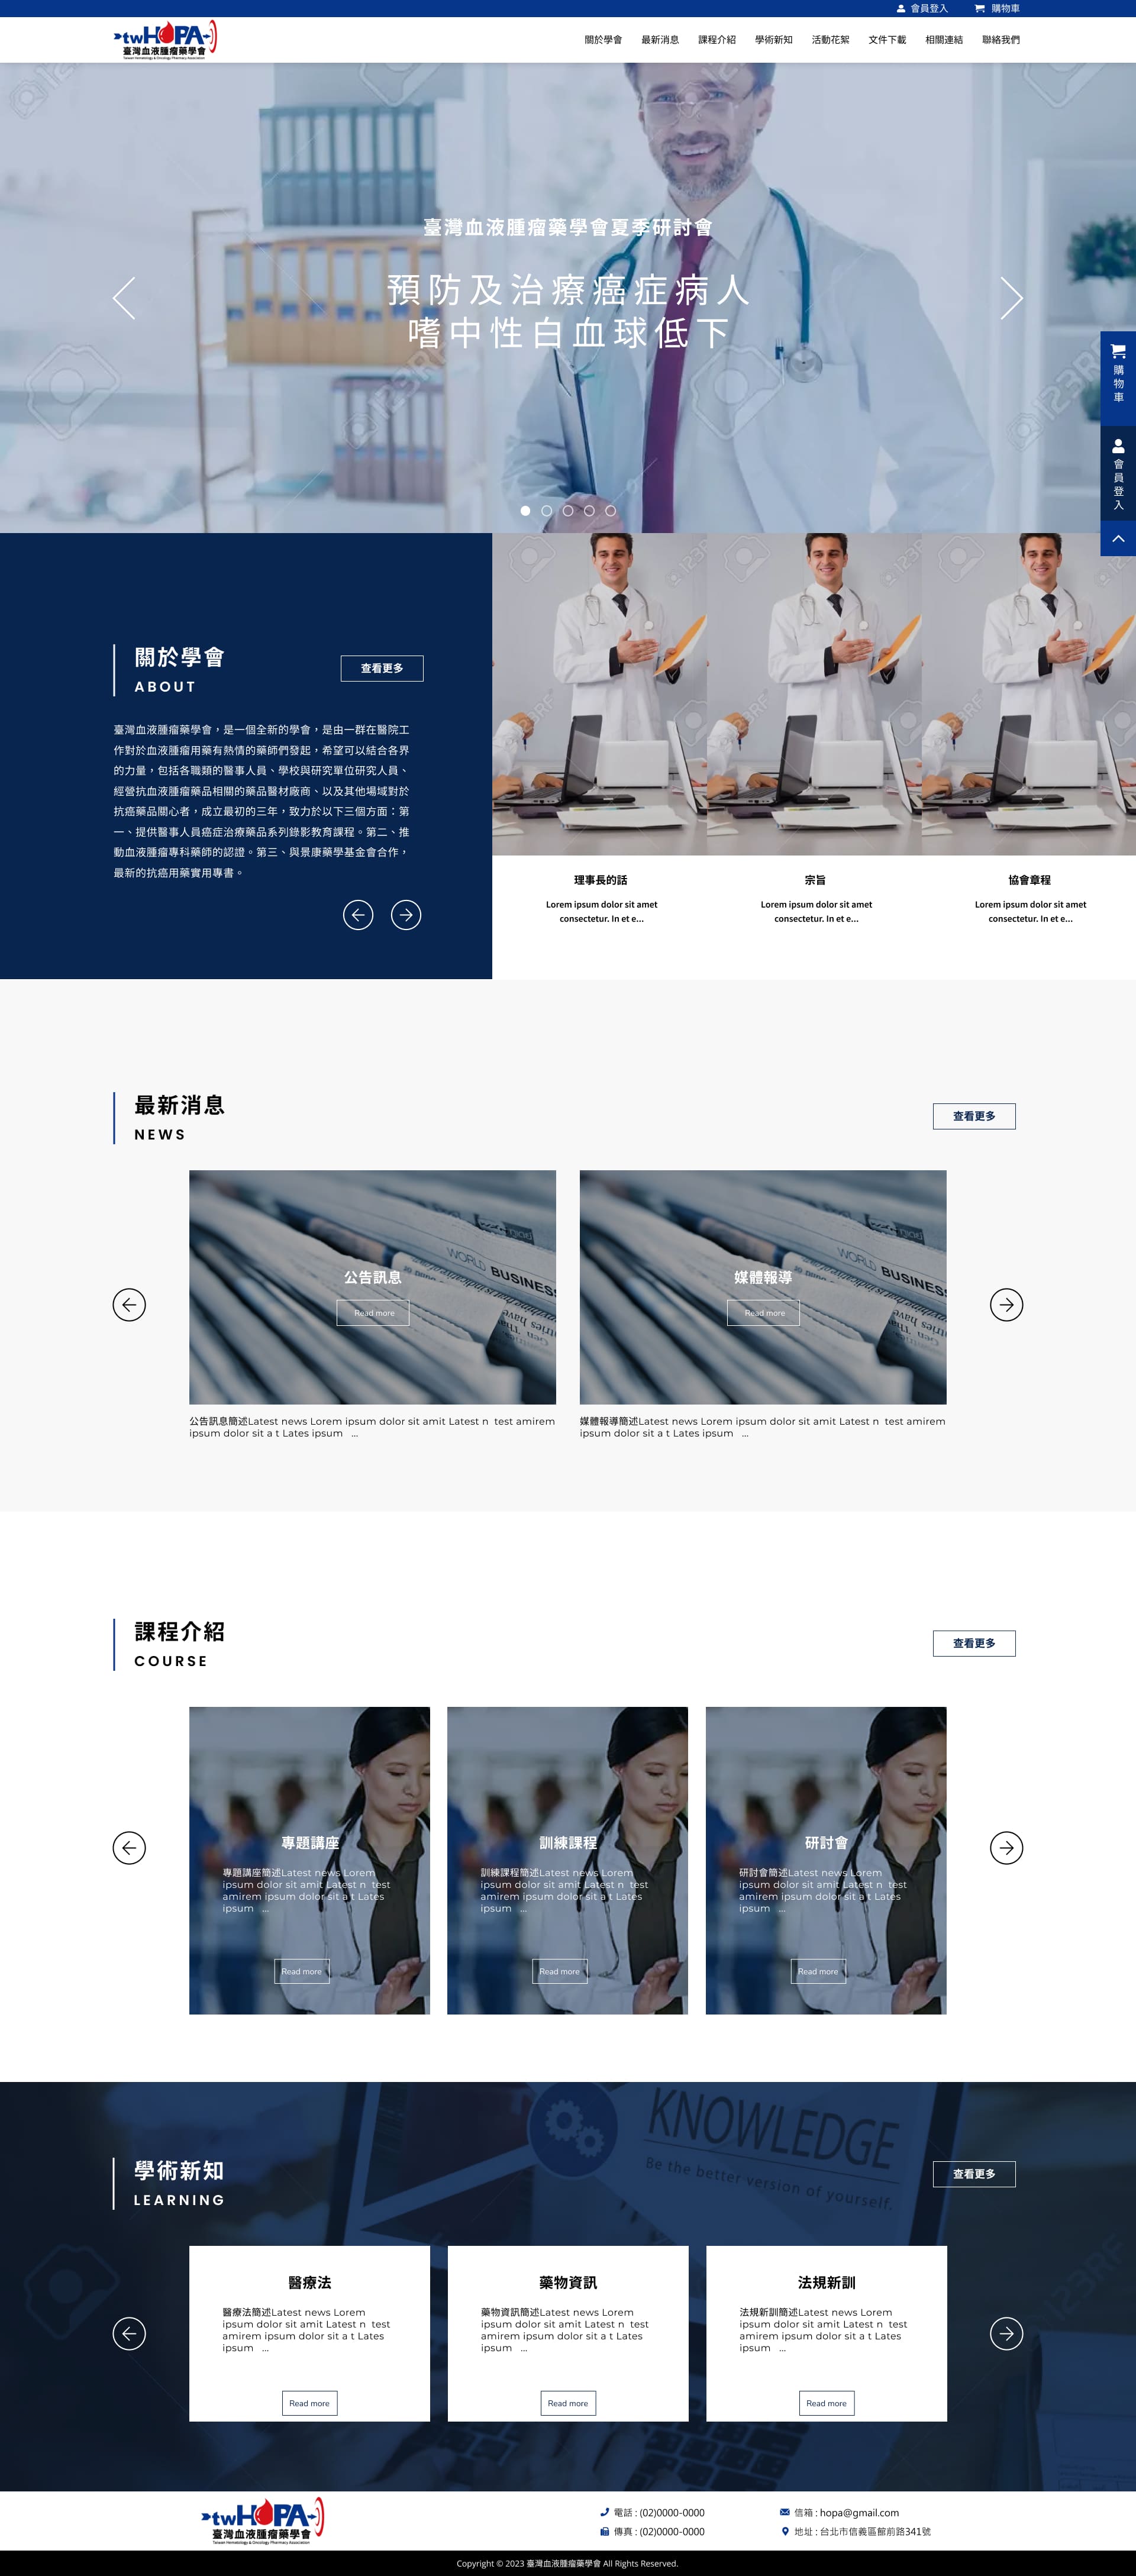 會員登入
購物車
twHOPA
臺灣血液腫瘤藥學會
Taiwan Hematology & Oncology Pharmacy Association
關於學會
最新消息
課程介紹
學術新知
活動花絮
文件下載
相關連結
聯絡我們
臺灣血液腫瘤藥學會夏季研討會
預防及治療癌症病人
嗜中性白血球低下
購物車
會員登入
關於學會
ABOUT
查看更多
臺灣血液腫瘤藥學會，是一個全新的學會，是由一群在醫院工
作對於血液腫瘤用藥有熱情的藥師們發起，希望可以結合各界
的力量，包括各職類的醫事人員、學校與研究單位研究人員、
經營抗血液腫瘤藥品相關的藥品醫材廠商、以及其他場域對於
抗癌藥品關心者，成立最初的三年，致力於以下三個方面：第
一、提供醫事人員癌症治療藥品系列錄影教育課程。第二、推
動血液腫瘤專科藥師的認證。第三、與景康藥學基金會合作，
最新的抗癌用藥實用專書。
理事長的話
Lorem ipsum dolor sit amet
consectetur. In et e...
宗旨
Lorem ipsum dolor sit amet
consectetur. In et e...
協會章程
Lorem ipsum dolor sit amet
consectetur. In et e...
最新消息
NEWS
查看更多
WORLD BUSINESS
公告訊息
Read more
公告訊息簡述Latest news Lorem ipsum dolor sit amit Latest n  test amirem
ipsum dolor sit a t Lates ipsum   ...
WORLD BUSINESS
媒體報導
Read more
媒體報導簡述Latest news Lorem ipsum dolor sit amit Latest n  test amirem
ipsum dolor sit a t Lates ipsum   ...
課程介紹
COURSE
查看更多
專題講座
專題講座簡述Latest news Lorem
ipsum dolor sit amit Latest n  test
amirem ipsum dolor sit a t Lates
ipsum   ...
Read more
訓練課程
訓練課程簡述Latest news Lorem
ipsum dolor sit amit Latest n  test
amirem ipsum dolor sit a t Lates
ipsum   ...
Read more
研討會
研討會簡述Latest news Lorem
ipsum dolor sit amit Latest n  test
amirem ipsum dolor sit a t Lates
ipsum   ...
Read more
KNOWLEDGE
Be the better version of yourself.
學術新知
LEARNING
查看更多
醫療法
醫療法簡述Latest news Lorem
ipsum dolor sit amit Latest n  test
amirem ipsum dolor sit a t Lates
ipsum   ...
Read more
藥物資訊
藥物資訊簡述Latest news Lorem
ipsum dolor sit amit Latest n  test
amirem ipsum dolor sit a t Lates
ipsum   ...
Read more
法規新訓
法規新訓簡述Latest news Lorem
ipsum dolor sit amit Latest n  test
amirem ipsum dolor sit a t Lates
ipsum   ...
Read more
twHOPA
臺灣血液腫瘤藥學會
Taiwan Hematology & Oncology Pharmacy Association
電話 : (02)0000-0000
信箱 : hopa@gmail.com
傳真 : (02)0000-0000
地址 : 台北市信義區館前路341號
Copyright © 2023 臺灣血液腫瘤藥學會 All Rights Reserved.